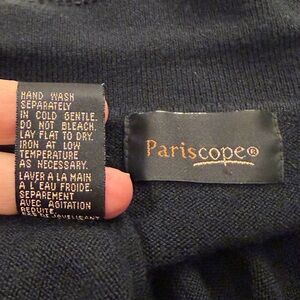 HAND WASH
SEPARATELY
IN COLD GENTLE.
DO NOT BLEACH.
LAY FLAT TO DRY.
IRON AT LOW
TEMPERATURE
AS NECESSARY.
LAVER A LA MAIN
A L'EAU FROIDE.
SEPAREMENT
AVEC AGITATION
REDUITE.
Pariscope®